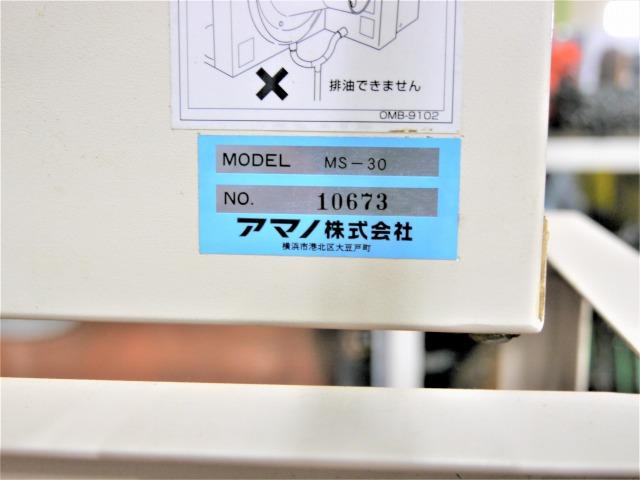 排油できません
OMB-9102
MODEL MS-30
NO. 10673
アマノ株式会社
横浜市港北区大豆戸町